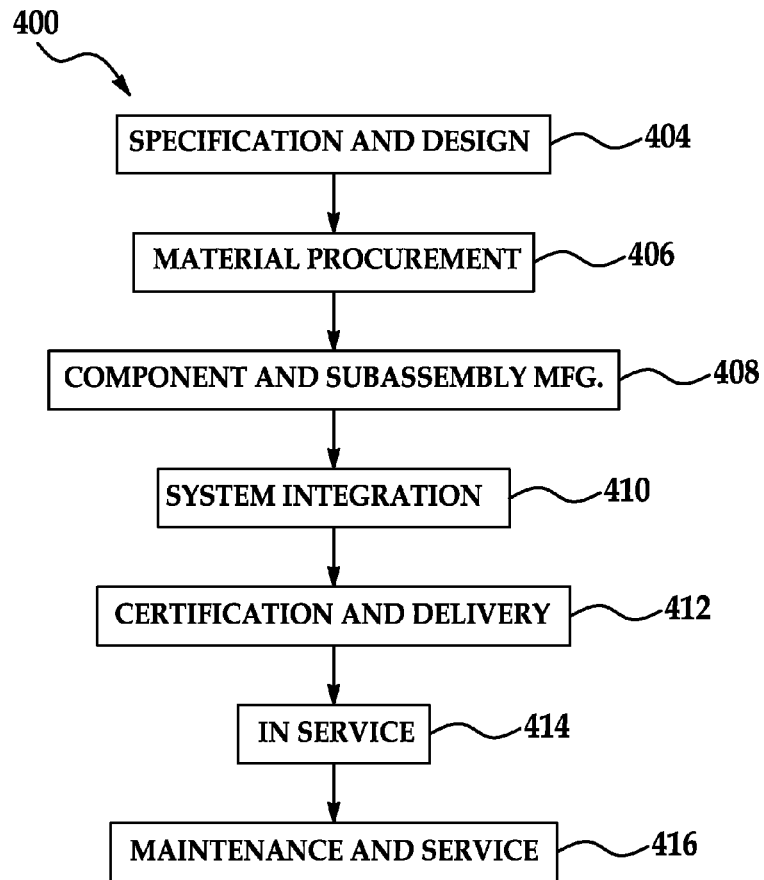 400
SPECIFICATION AND DESIGN
404
MATERIAL PROCUREMENT
406
COMPONENT AND SUBASSEMBLY MFG.
408
SYSTEM INTEGRATION
410
CERTIFICATION AND DELIVERY
412
IN SERVICE
414
MAINTENANCE AND SERVICE
416